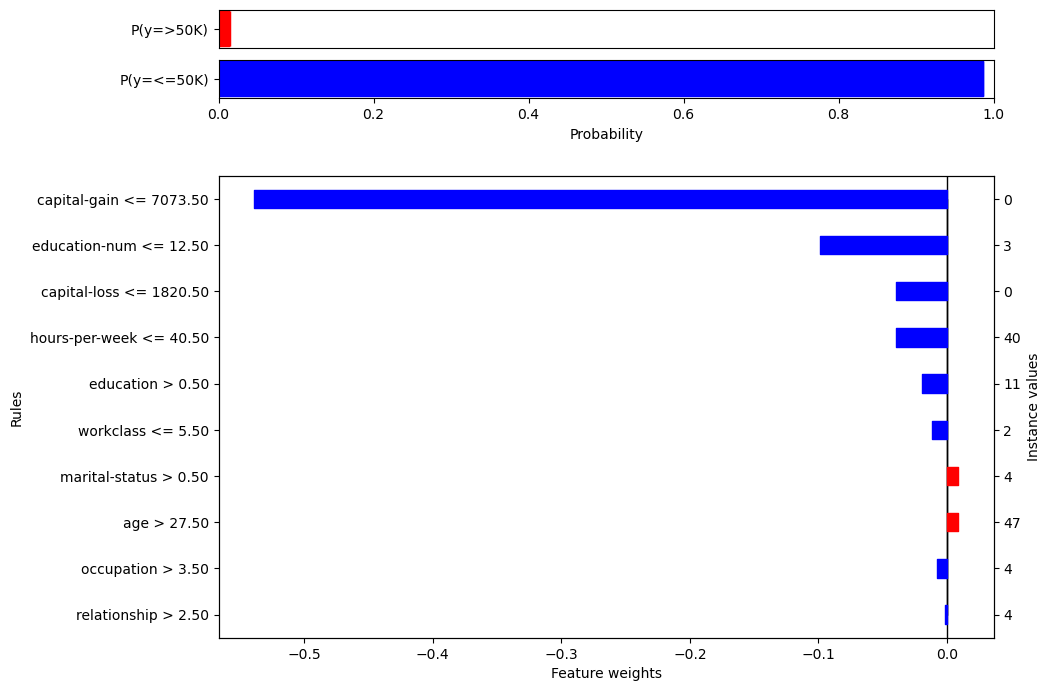 P(y=>50K)
P(y=<=50K)
0.0 0.2 0.4 0.6 0.8 1.0
Probability
capital-gain <= 7073.50 0
education-num <= 12.50 3
capital-loss <= 1820.50 0
hours-per-week <= 40.50 40
education > 0.50 11
workclass <= 5.50 2
marital-status > 0.50 4
age > 27.50 47
occupation > 3.50 4
relationship > 2.50 4
Rules
Instance values
−0.5 −0.4 −0.3 −0.2 −0.1 0.0
Feature weights